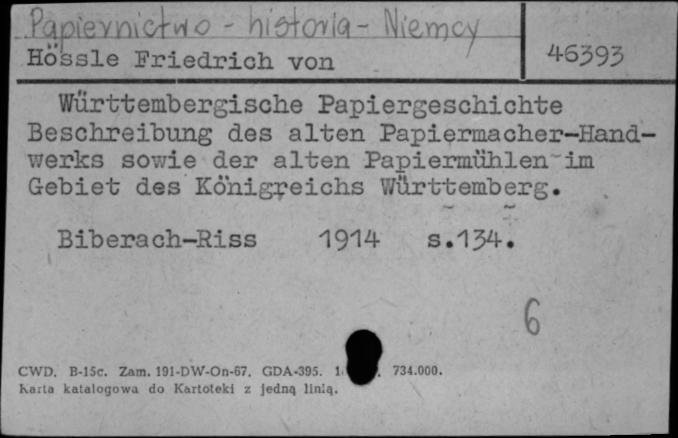 Papiernictwo - historia - Niemcy
Hössle Friedrich von
46393
Württembergische Papiergeschichte
Beschreibung des alten Papiermacher-Hand-
werks sowie der alten Papiermühlen im
Gebiet des Königreichs Württemberg.
Biberach-Riss 1914 s.134.
6
CWD. B-15c. Zam. 191-DW-On-67. GDA-395. 734.000.
Karta katalogowa do Kartoteki z jedną linią.